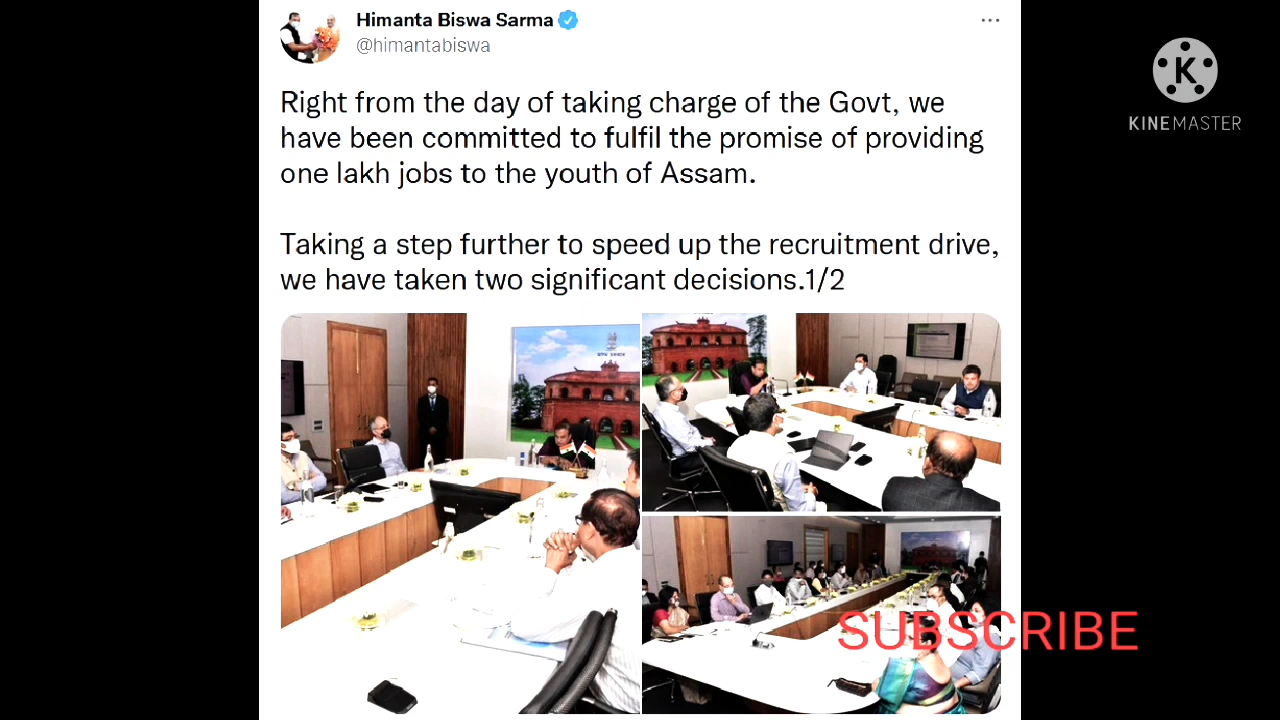 Himanta Biswa Sarma
@himantabiswa
Right from the day of taking charge of the Govt, we
have been committed to fulfil the promise of providing
one lakh jobs to the youth of Assam.
Taking a step further to speed up the recruitment drive,
we have taken two significant decisions.1/2
K
KINEMASTER
SUBSCRIBE